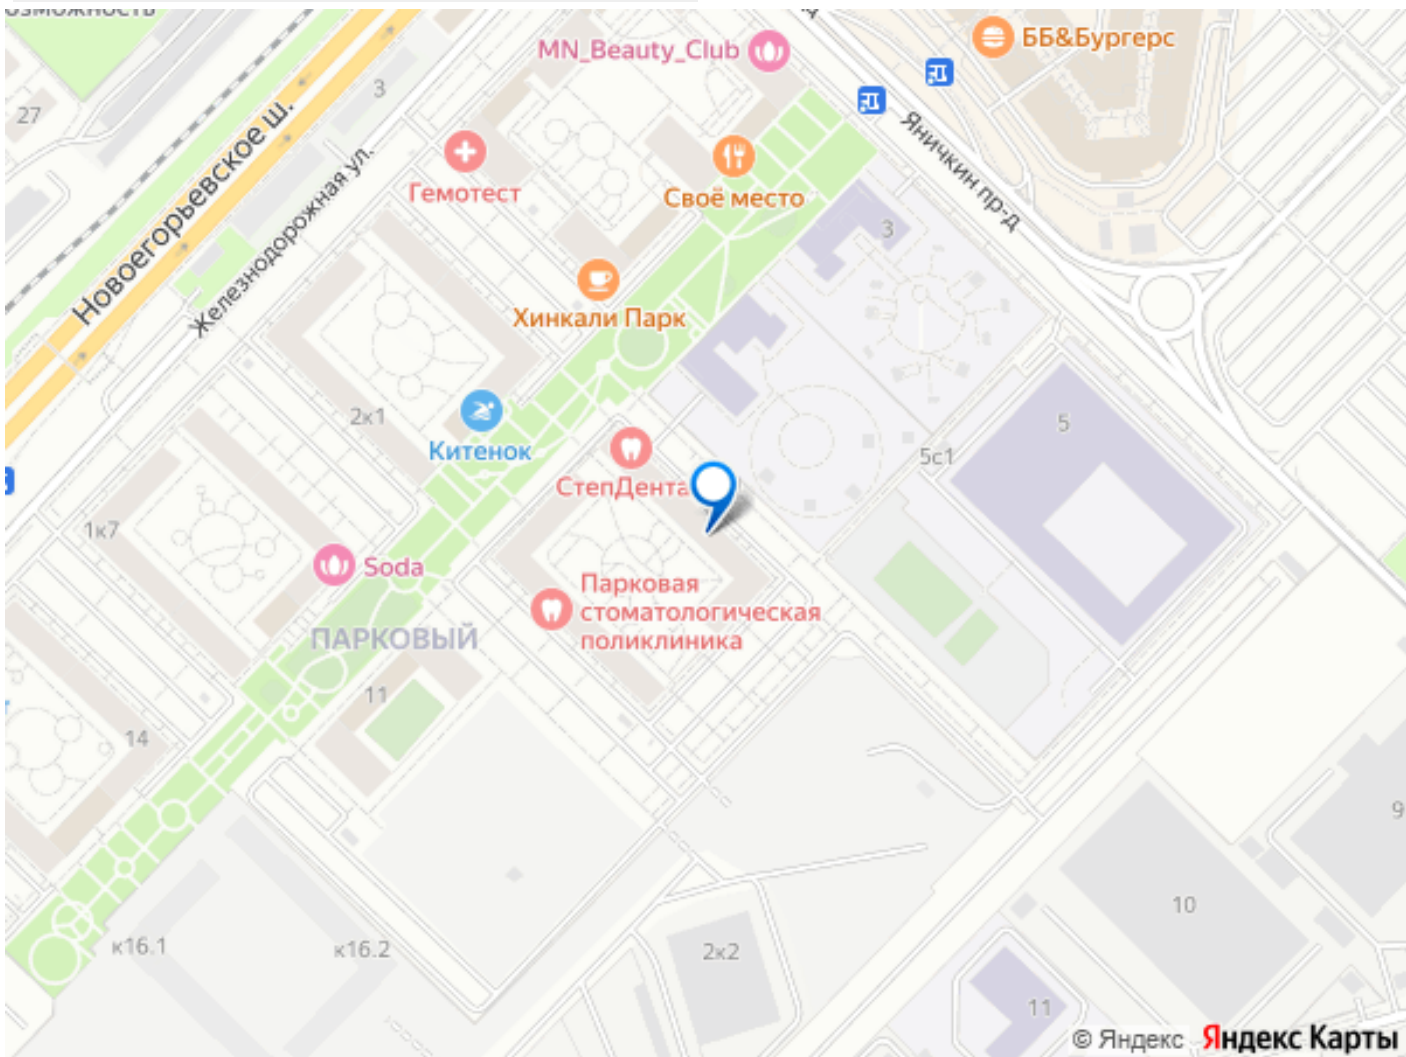 MN_Beauty_Club
ББ&Бургерс
3
27
Новоегорьевское ш.
Железнодорожная ул.
Яничкин пр-д
Гемотест
Своё место
3
Хинкали Парк
2к1
Китенок
5
5с1
СтепДента
1к7
Soda
Парковая
стоматологическая
поликлиника
ПАРКОВЫЙ
11
14
9
10
к16.1
к16.2
2к2
11
© Яндекс Яндекс Карты